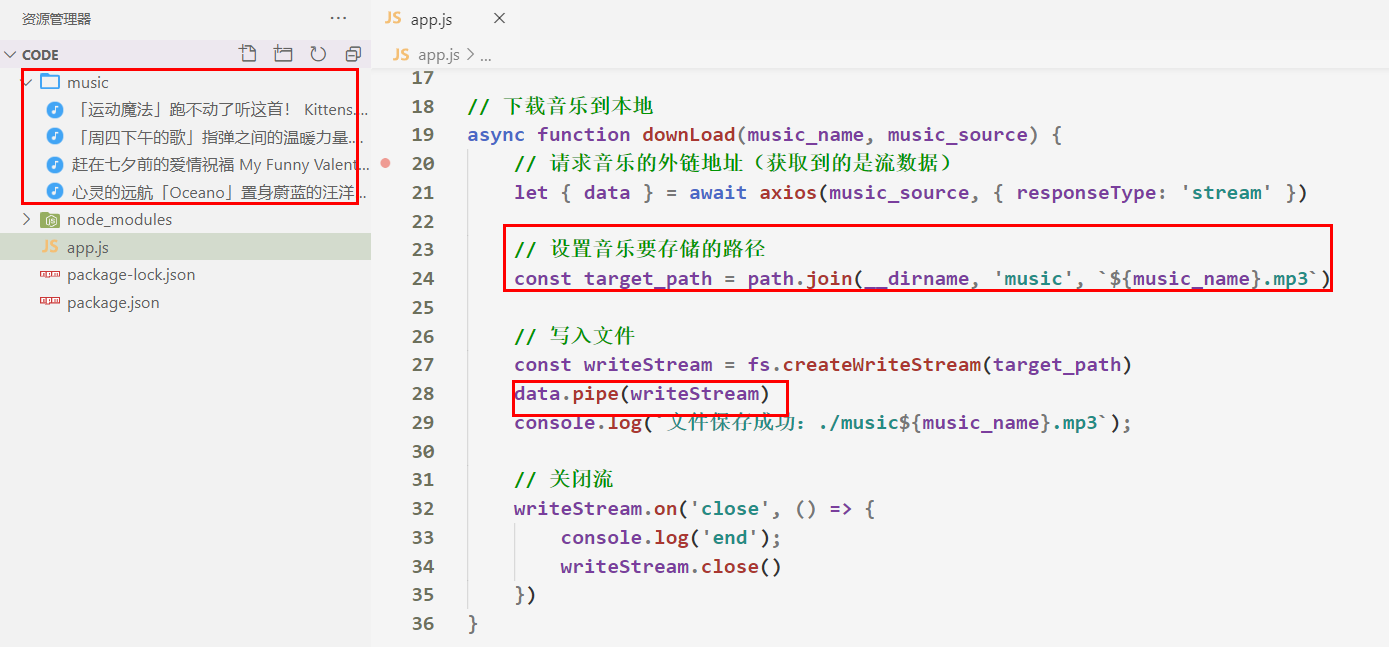 资源管理器
···
JS app.js ×
CODE
JS app.js > ...
music
「运动魔法」跑不动了听这首！ Kittens....
「周四下午的歌」指弹之间的温暖力量....
赶在七夕前的爱情祝福 My Funny Valent...
心灵的远航「Oceano」置身蔚蓝的汪洋...
node_modules
JS app.js
package-lock.json
package.json
17
18 // 下载音乐到本地
19 async function downLoad(music_name, music_source) {
20 // 请求音乐的外链地址（获取到的是流数据）
21 let { data } = await axios(music_source, { responseType: 'stream' })
22
23 // 设置音乐要存储的路径
24 const target_path = path.join(__dirname, 'music', `${music_name}.mp3`)
25
26 // 写入文件
27 const writeStream = fs.createWriteStream(target_path)
28 data.pipe(writeStream)
29 console.log(`文件保存成功：./music${music_name}.mp3`);
30
31 // 关闭流
32 writeStream.on('close', () => {
33 console.log('end');
34 writeStream.close()
35 })
36 }